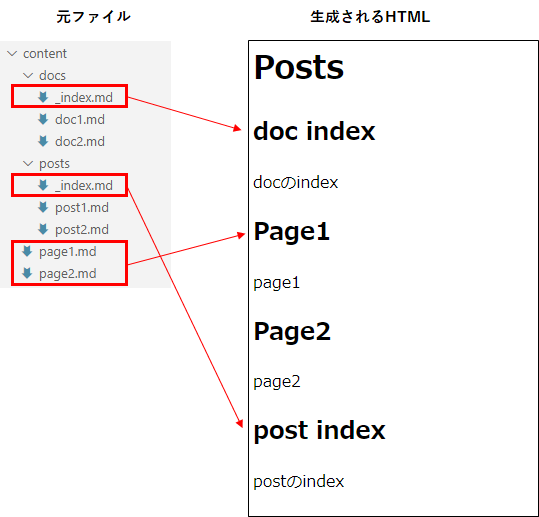 元ファイル
content
docs
_index.md
doc1.md
doc2.md
posts
_index.md
post1.md
post2.md
page1.md
page2.md
生成されるHTML
Posts
doc index
docのindex
Page1
page1
Page2
page2
post index
postのindex